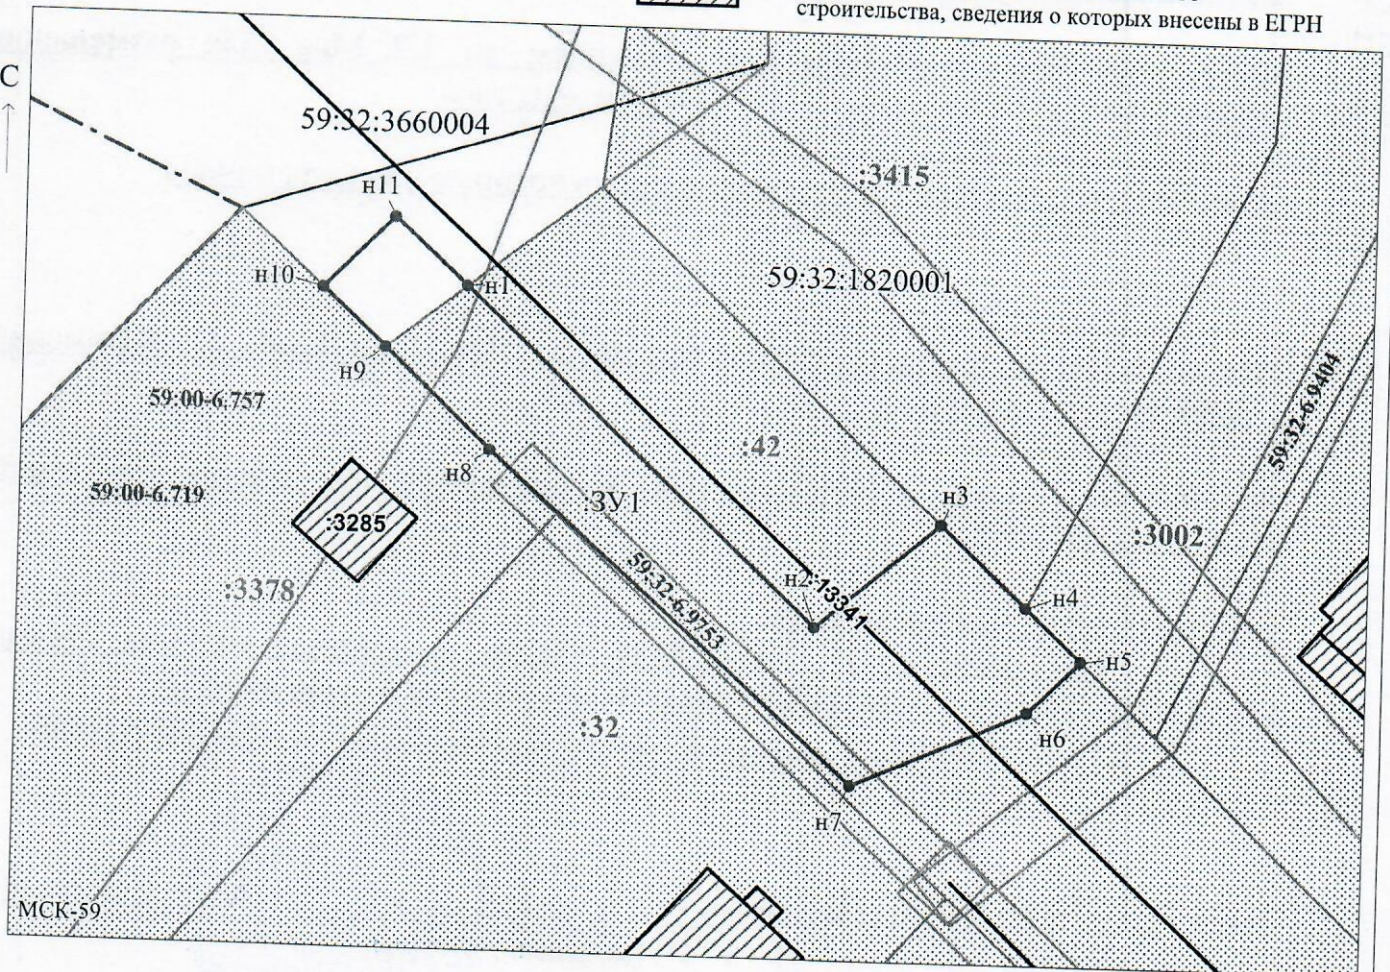 строительства, сведения о которых внесены в ЕГРН
С
59:32:3660004
н11
:3415
н10
н1
59:32:1820001
н9
59:00-6.757
59:32-6.9404
:42
н8
59:00-6.719
:ЗУ1
н3
:3285
:3002
59:32-6.9753
н2
:13341
:3378
н4
н5
:32
н6
н7
МСК-59